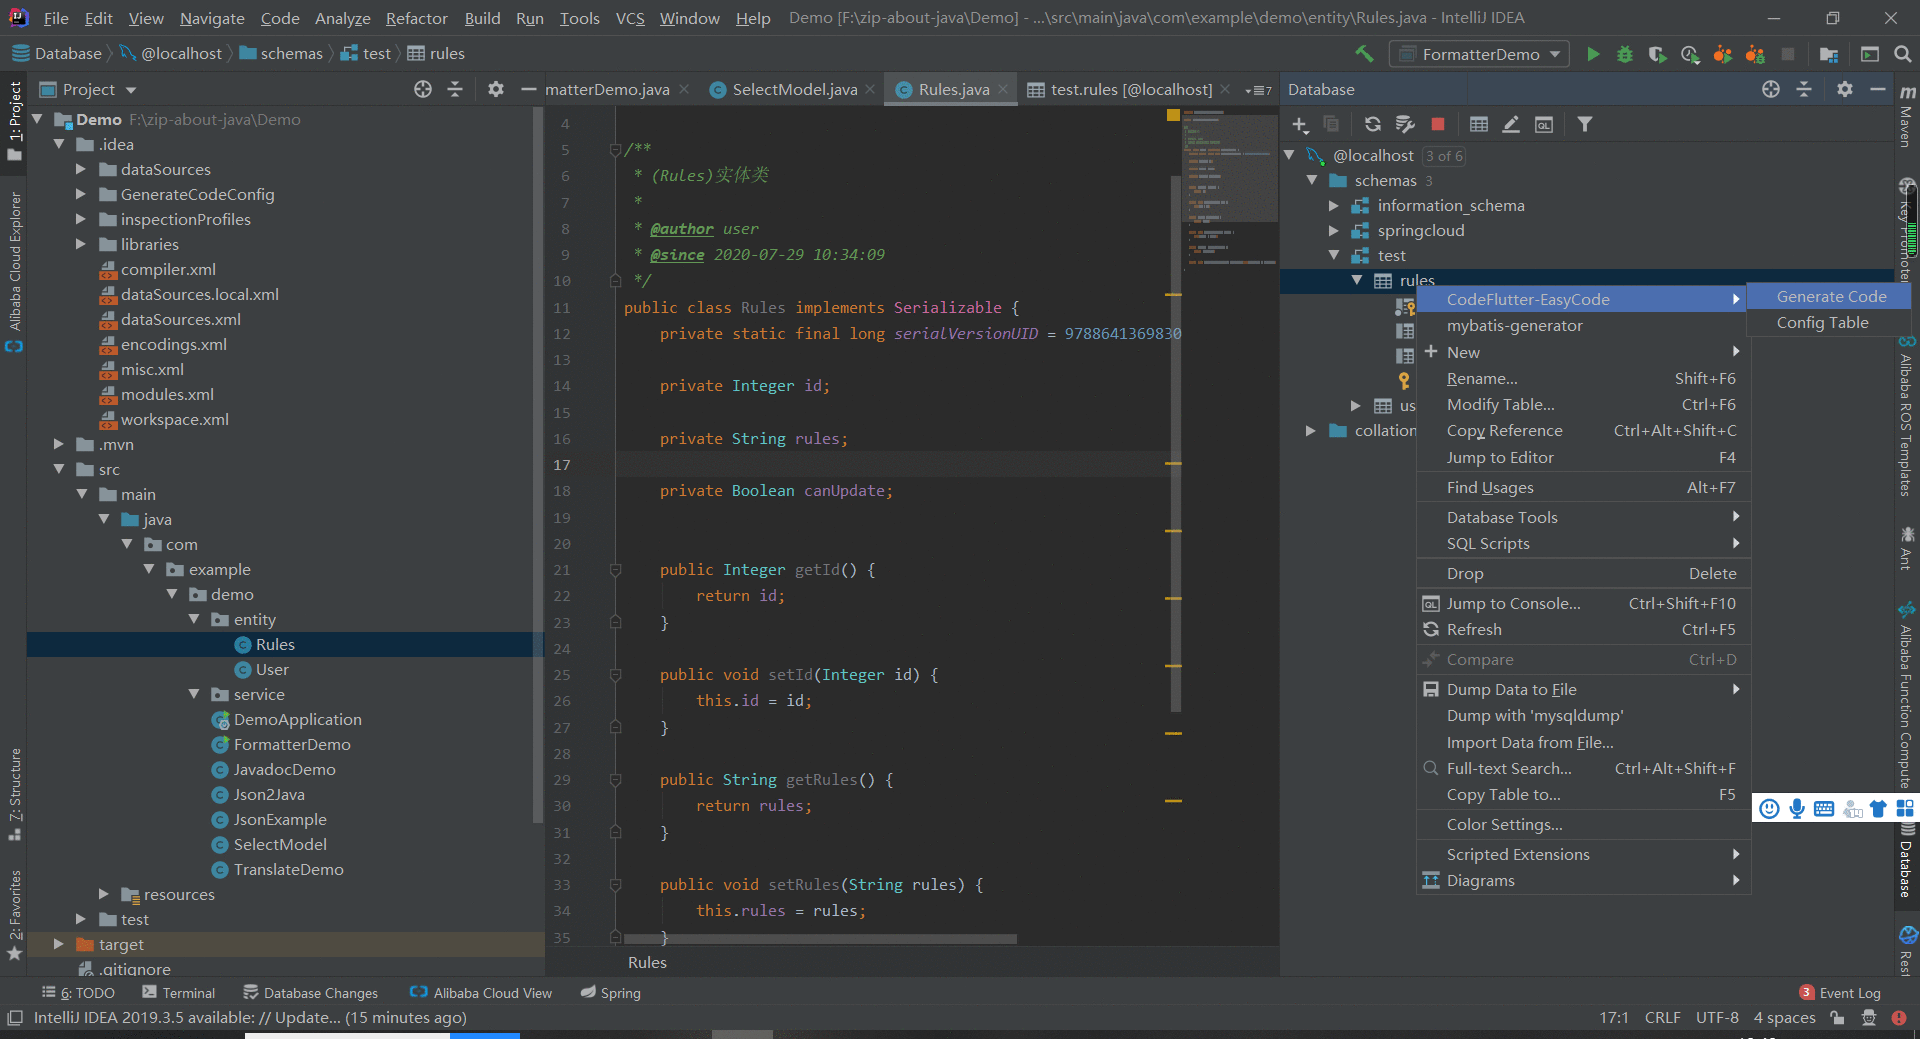 File Edit View Navigate Code Analyze Refactor Build Run Tools VCS Window Help Demo [F:\zip-about-java\Demo] - ...\src\main\java\com\example\demo\entity\Rules.java - IntelliJ IDEA
Database @localhost schemas test rules FormatterDemo
Project
matterDemo.java SelectModel.java Rules.java test.rules [@localhost] 7
Database
1: Project
Alibaba Cloud Explorer
7: Structure
2: Favorites
Demo F:\zip-about-java\Demo
.idea
dataSources
GenerateCodeConfig
inspectionProfiles
libraries
compiler.xml
dataSources.local.xml
dataSources.xml
encodings.xml
misc.xml
modules.xml
workspace.xml
.mvn
src
main
java
com
example
demo
entity
Rules
User
service
DemoApplication
FormatterDemo
JavadocDemo
Json2Java
JsonExample
SelectModel
TranslateDemo
resources
test
target
.gitignore
4
5 /**
6 * (Rules)实体类
7 *
8 * @author user
9 * @since 2020-07-29 10:34:09
10 */
11 public class Rules implements Serializable {
12 private static final long serialVersionUID = 9788641369830
13
14 private Integer id;
15
16 private String rules;
17
18 private Boolean canUpdate;
19
20
21 public Integer getId() {
22 return id;
23 }
24
25 public void setId(Integer id) {
26 this.id = id;
27 }
28
29 public String getRules() {
30 return rules;
31 }
32
33 public void setRules(String rules) {
34 this.rules = rules;
35 }
Rules
@localhost 3 of 6
schemas 3
information_schema
springcloud
test
rules
us
collation
CodeFlutter-EasyCode
mybatis-generator
New
Rename... Shift+F6
Modify Table... Ctrl+F6
Copy Reference Ctrl+Alt+Shift+C
Jump to Editor F4
Find Usages Alt+F7
Database Tools
SQL Scripts
Drop Delete
QL Jump to Console... Ctrl+Shift+F10
Refresh Ctrl+F5
Compare Ctrl+D
Dump Data to File
Dump with 'mysqldump'
Import Data from File...
Full-text Search... Ctrl+Alt+Shift+F
Copy Table to... F5
Color Settings...
Scripted Extensions
Diagrams
Generate Code
Config Table
Maven
Key Promoter
Alibaba ROS Templates
Ant
Alibaba Function Compute
Database
Rest
6: TODO Terminal Database Changes Alibaba Cloud View Spring 3 Event Log
IntelliJ IDEA 2019.3.5 available: // Update... (15 minutes ago) 17:1 CRLF UTF-8 4 spaces